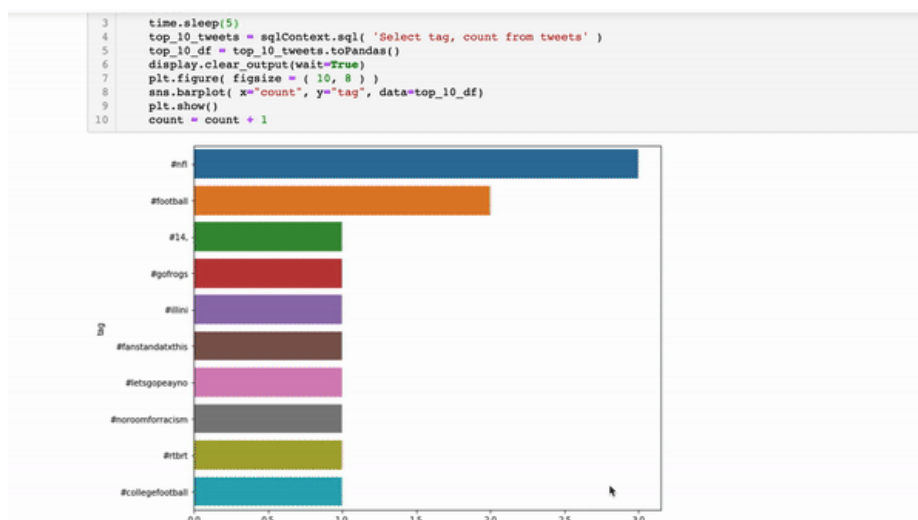 3 time.sleep(5)
4 top_10_tweets = sqlContext.sql( 'Select tag, count from tweets' )
5 top_10_df = top_10_tweets.toPandas()
6 display.clear_output(wait=True)
7 plt.figure( figsize = ( 10, 8 ) )
8 sns.barplot( x="count", y="tag", data=top_10_df)
9 plt.show()
10 count = count + 1
#nfl
#football
#14,
#gofrogs
#illini
tag
#fanstandatxthis
#letsgopeayno
#noroomforracism
#rtbrt
#collegefootball
0.0 0.5 1.0 1.5 2.0 2.5 3.0